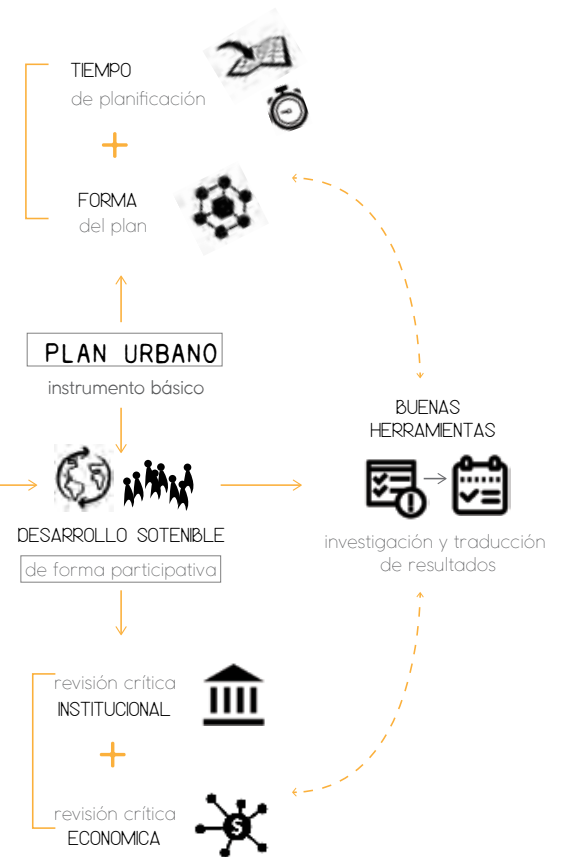 TIEMPO
de planificación
+
FORMA
del plan
PLAN URBANO
instrumento básico
BUENAS
HERRAMIENTAS
investigación y traducción
de resultados
DESARROLLO SOTENIBLE
de forma participativa
revisión crítica
INSTITUCIONAL
+
revisión crítica
$
ECONOMICA